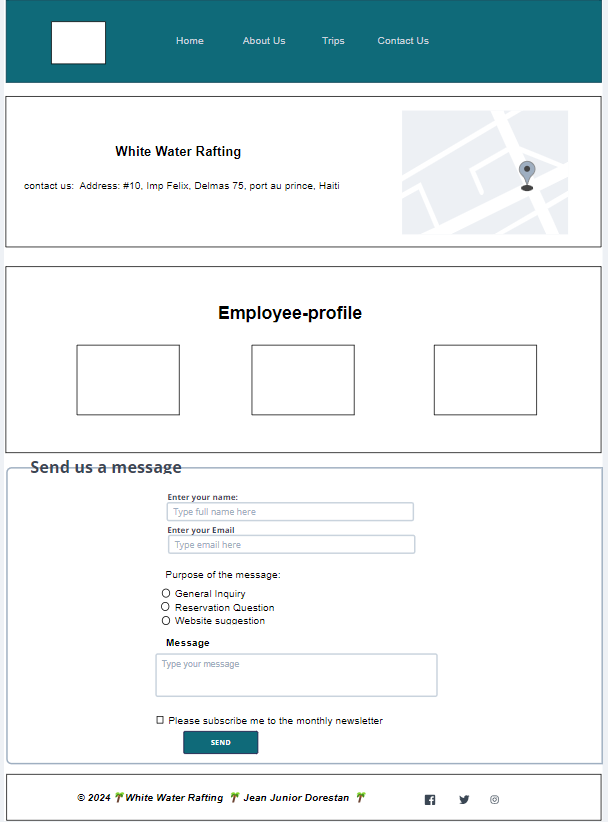 Home About Us Trips Contact Us
White Water Rafting
contact us: Address: #10, Imp Felix, Delmas 75, port au prince, Haiti
Employee-profile
Send us a message
Enter your name:
Type full name here
Enter your Email
Type email here
Purpose of the message:
General Inquiry
Reservation Question
Website suggestion
Message
Type your message
Please subscribe me to the monthly newsletter
SEND
© 2024 🌴White Water Rafting 🌴 Jean Junior Dorestan 🌴